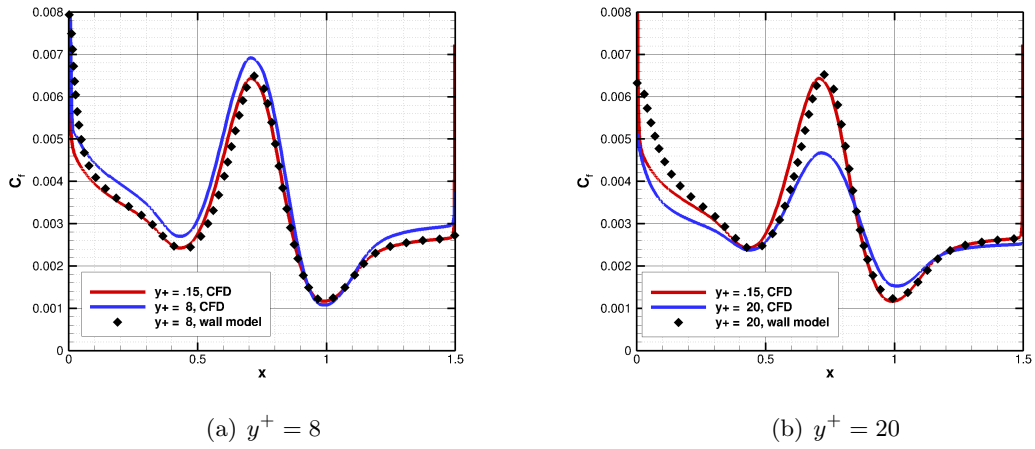 0.008
0.007
0.006
0.005
0.004
0.003
0.002
0.001
0
C_f
0 0.5 1 1.5
x
y+ = .15, CFD
y+ = 8, CFD
y+ = 8, wall model
(a) y^+ = 8
0.008
0.007
0.006
0.005
0.004
0.003
0.002
0.001
0
C_f
0 0.5 1 1.5
x
y+ = .15, CFD
y+ = 20, CFD
y+ = 20, wall model
(b) y^+ = 20